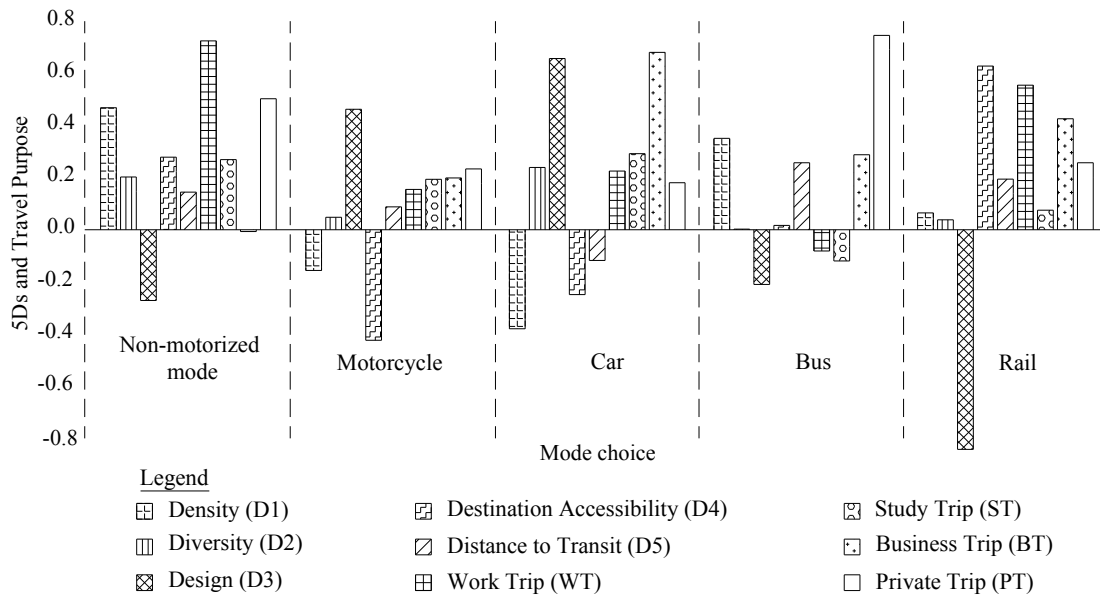 0.8
0.6
0.4
0.2
0.0
-0.2
-0.4
-0.6
-0.8
5Ds and Travel Purpose
Non-motorized
mode
Motorcycle
Car
Bus
Rail
Mode choice
Legend
Density (D1)
Diversity (D2)
Design (D3)
Destination Accessibility (D4)
Distance to Transit (D5)
Work Trip (WT)
Study Trip (ST)
Business Trip (BT)
Private Trip (PT)